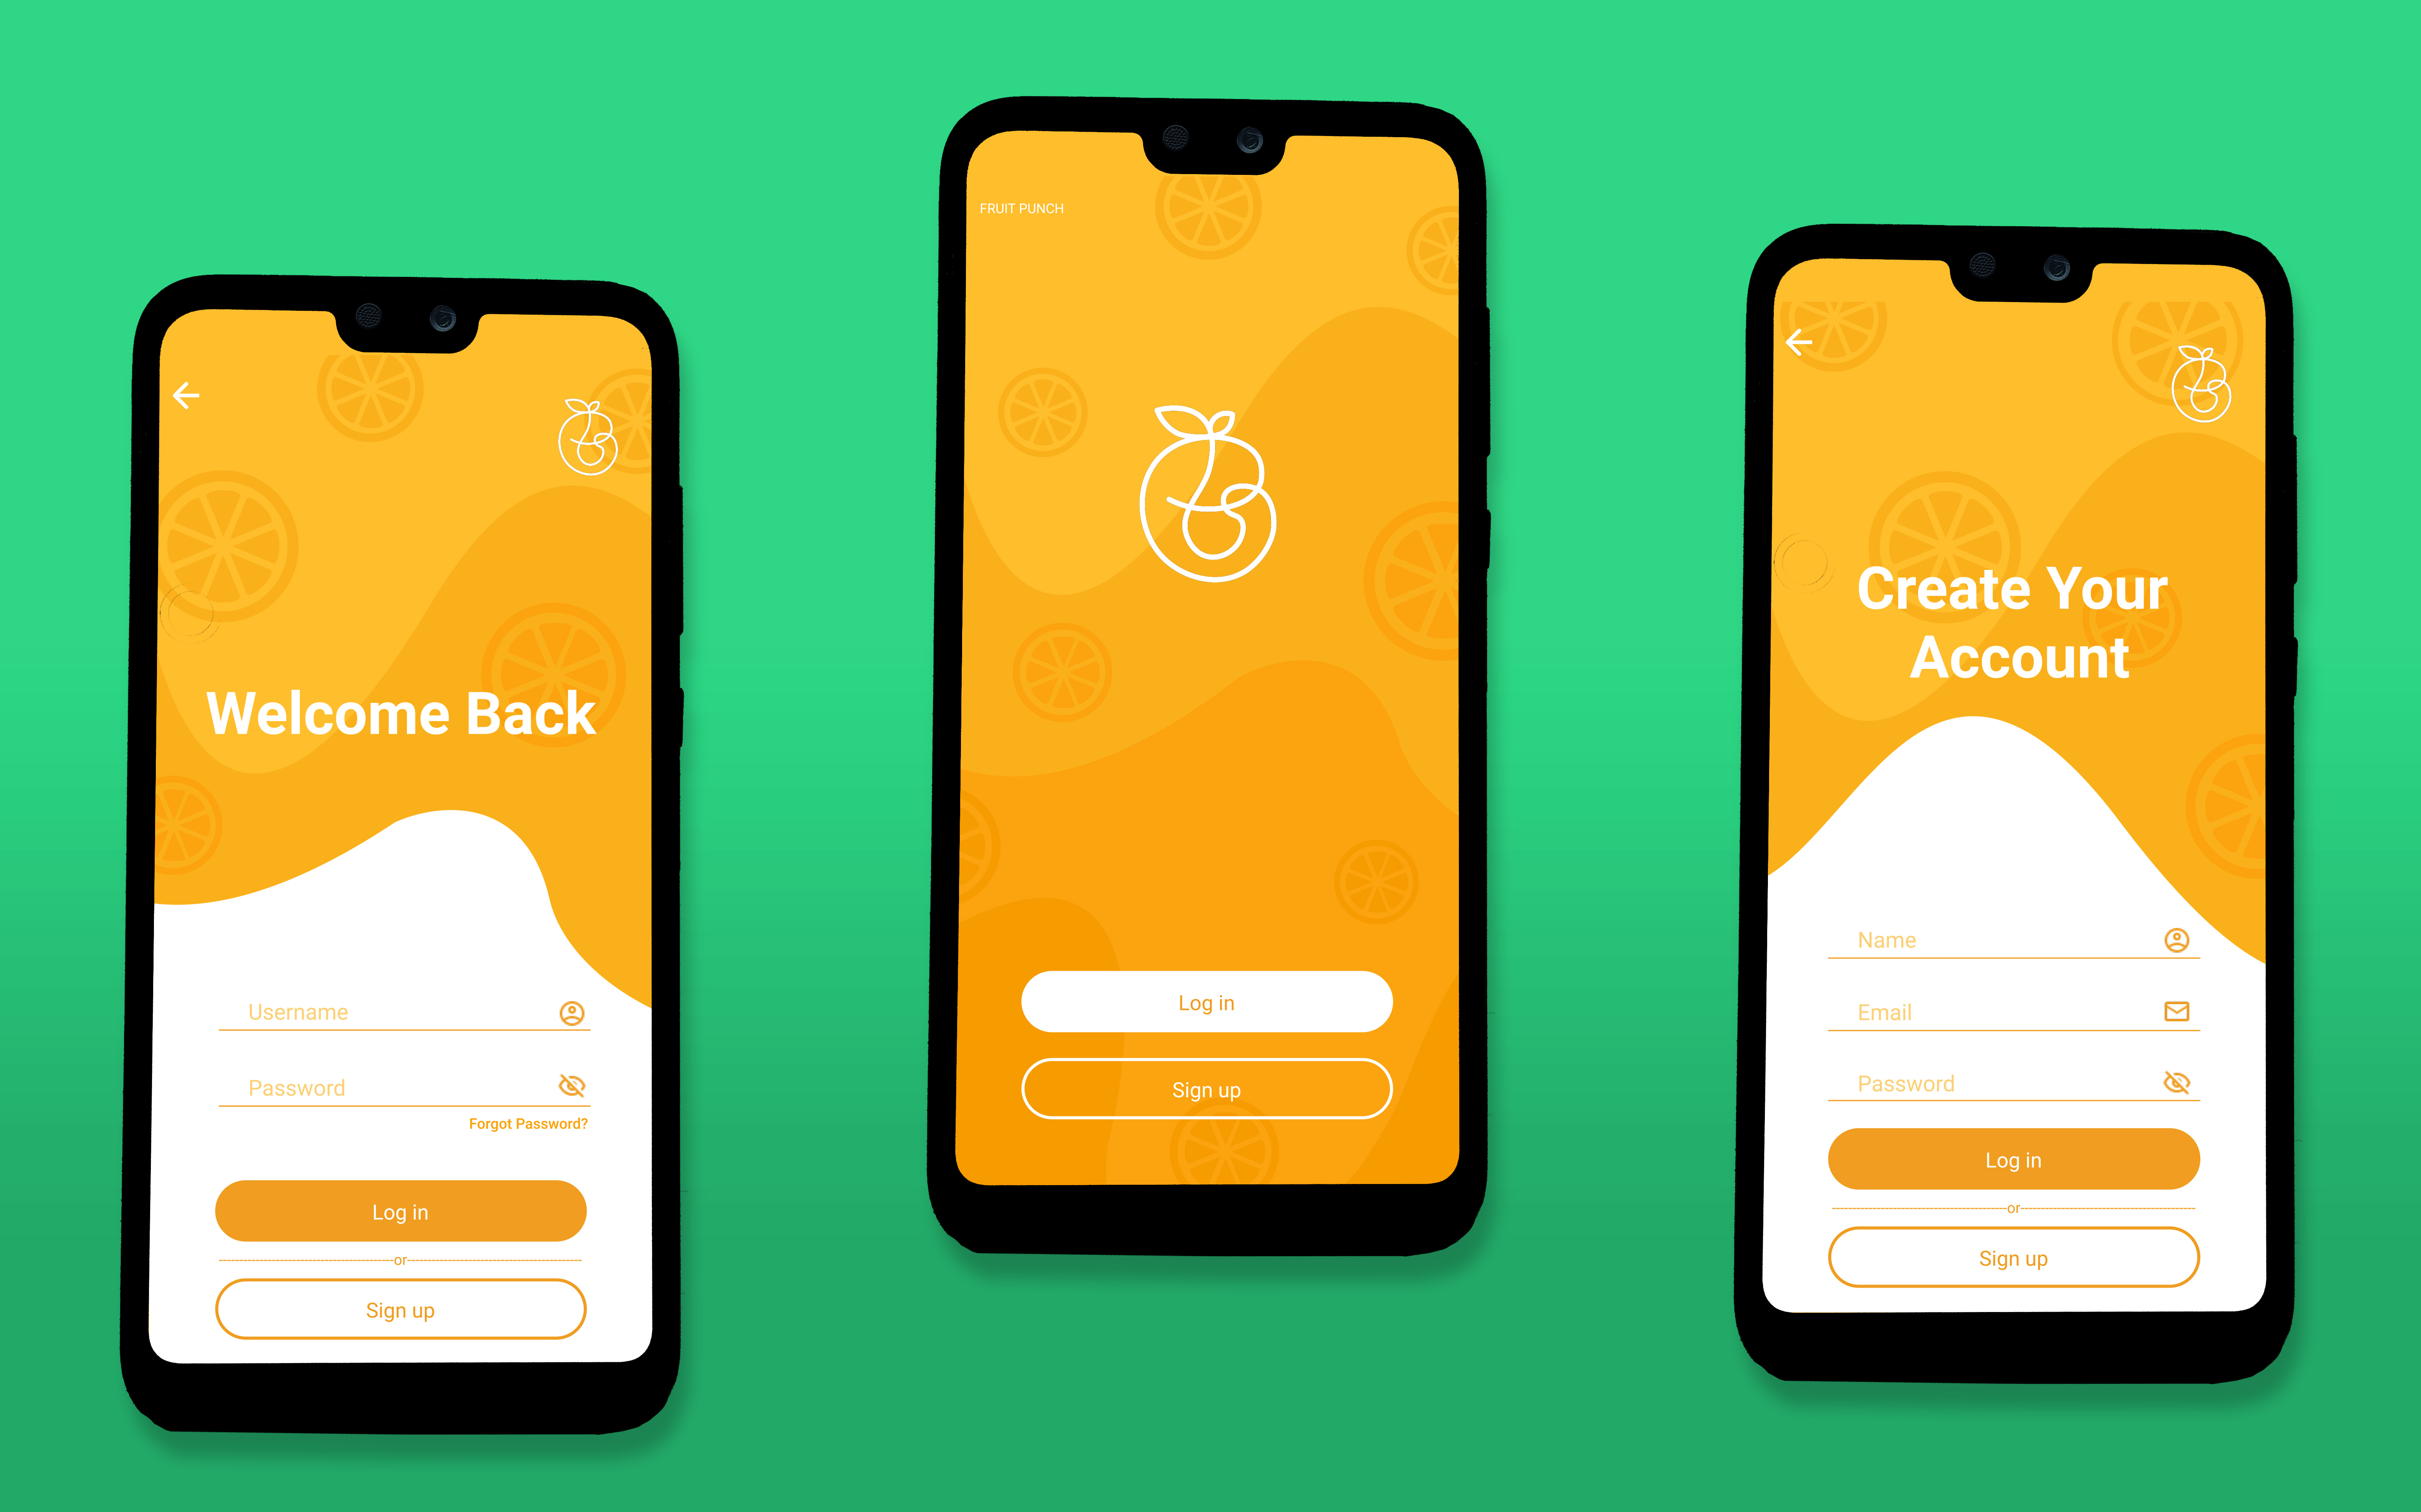 Welcome Back
Username
Password
Forgot Password?
Log in
or
Sign up
FRUIT PUNCH
Log in
Sign up
Create Your
Account
Name
Email
Password
Log in
or
Sign up